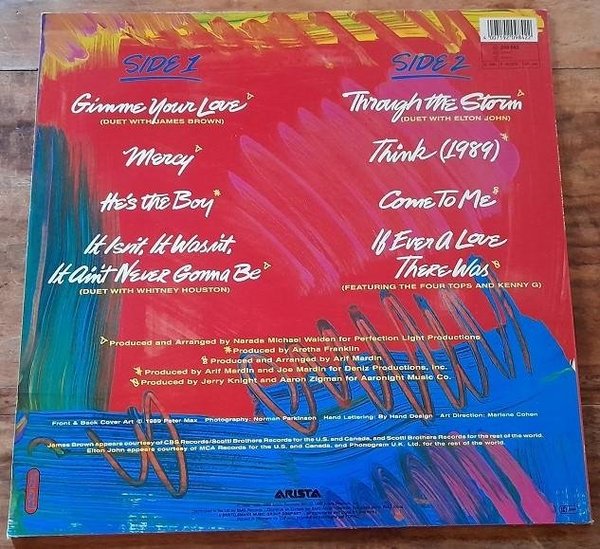 SIDE 1
Gimme Your Love
(DUET WITH JAMES BROWN)
Mercy
He's the Boy
It Isn't, It Wasn't,
It Ain't Never Gonna Be
(DUET WITH WHITNEY HOUSTON)
SIDE 2
Through the Storm
(DUET WITH ELTON JOHN)
Think (1989)
Come To Me
If Ever A Love
There Was
(FEATURING THE FOUR TOPS AND KENNY G)
Produced and Arranged by Narada Michael Walden for Perfection Light Productions
Produced by Aretha Franklin
Produced and Arranged by Arif Mardin
Produced by Arif Mardin and Joe Mardin for Deniz Productions, Inc.
Produced by Jerry Knight and Aaron Zigman for Aaronight Music Co.
Front & Back Cover Art © 1989 Peter Max Photography: Norman Parkinson Hand Lettering: By Hand Design Art Direction: Marlene Cohen
James Brown appears courtesy of CBS Records/Scotti Brothers Records for the U.S. and Canada, and Scotti Brothers Records for the rest of the world.
Elton John appears courtesy of MCA Records for the U.S. and Canada, and Phonogram U.K. Ltd. for the rest of the world.
ARISTA